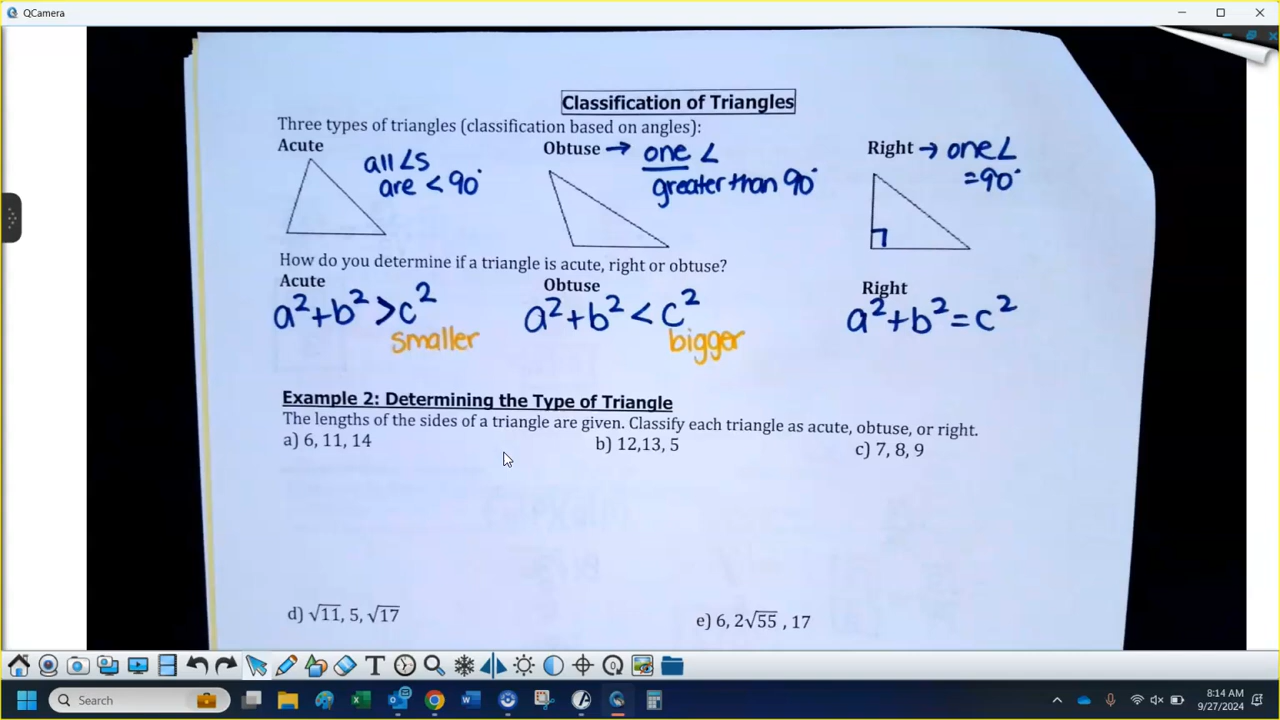 QCamera
Classification of Triangles
Three types of triangles (classification based on angles):
Acute
all ∠s
are < 90°
Obtuse → one ∠
greater than 90°
Right → one ∠
= 90°
How do you determine if a triangle is acute, right or obtuse?
Acute
a²+b² > c²
smaller
Obtuse
a²+b² < c²
bigger
Right
a²+b² = c²
Example 2: Determining the Type of Triangle
The lengths of the sides of a triangle are given. Classify each triangle as acute, obtuse, or right.
a) 6, 11, 14
b) 12,13, 5
c) 7, 8, 9
d) √11, 5, √17
e) 6, 2√55 , 17
Search
8:14 AM
9/27/2024